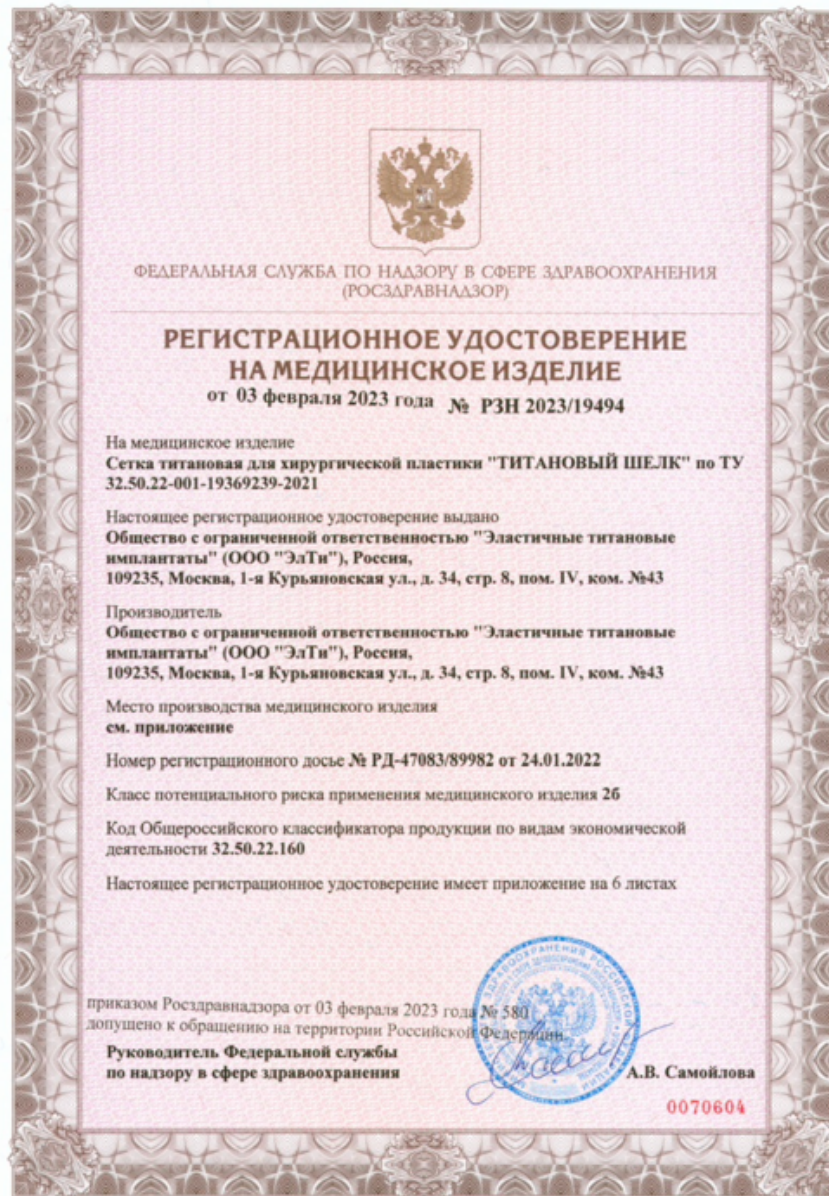 ФЕДЕРАЛЬНАЯ СЛУЖБА ПО НАДЗОРУ В СФЕРЕ ЗДРАВООХРАНЕНИЯ
(РОСЗДРАВНАДЗОР)
РЕГИСТРАЦИОННОЕ УДОСТОВЕРЕНИЕ
НА МЕДИЦИНСКОЕ ИЗДЕЛИЕ
от 03 февраля 2023 года № РЗН 2023/19494
На медицинское изделие
Сетка титановая для хирургической пластики "ТИТАНОВЫЙ ШЕЛК" по ТУ
32.50.22-001-19369239-2021
Настоящее регистрационное удостоверение выдано
Общество с ограниченной ответственностью "Эластичные титановые
имплантаты" (ООО "ЭлТи"), Россия,
109235, Москва, 1-я Курьяновская ул., д. 34, стр. 8, пом. IV, ком. №43
Производитель
Общество с ограниченной ответственностью "Эластичные титановые
имплантаты" (ООО "ЭлТи"), Россия,
109235, Москва, 1-я Курьяновская ул., д. 34, стр. 8, пом. IV, ком. №43
Место производства медицинского изделия
см. приложение
Номер регистрационного досье № РД-47083/89982 от 24.01.2022
Класс потенциального риска применения медицинского изделия 2б
Код Общероссийского классификатора продукции по видам экономической
деятельности 32.50.22.160
Настоящее регистрационное удостоверение имеет приложение на 6 листах
приказом Росздравнадзора от 03 февраля 2023 года № 580
допущено к обращению на территории Российской Федерации.
Руководитель Федеральной службы
по надзору в сфере здравоохранения
А.В. Самойлова
0070604